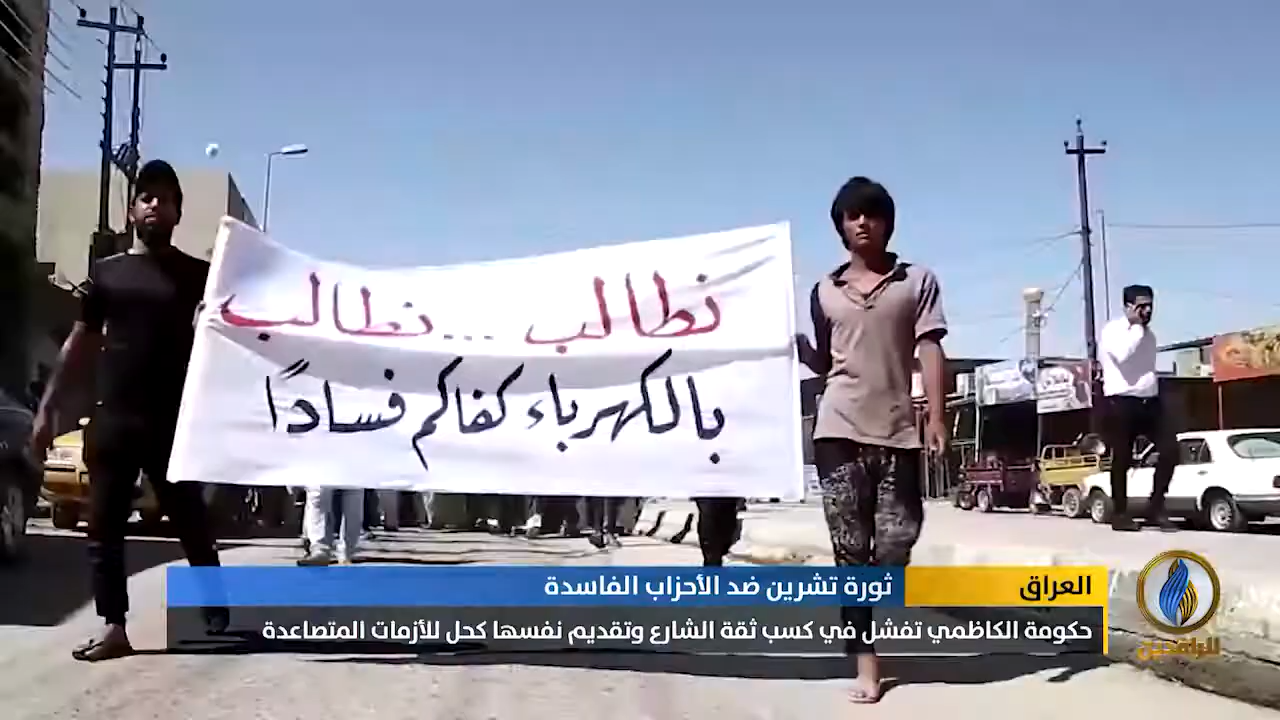 نطالب ... نطالب
بالكهرباء كفاكم فسادًا
العراق
ثورة تشرين ضد الأحزاب الفاسدة
حكومة الكاظمي تفشل في كسب ثقة الشارع وتقديم نفسها كحل للأزمات المتصاعدة
الرافدين